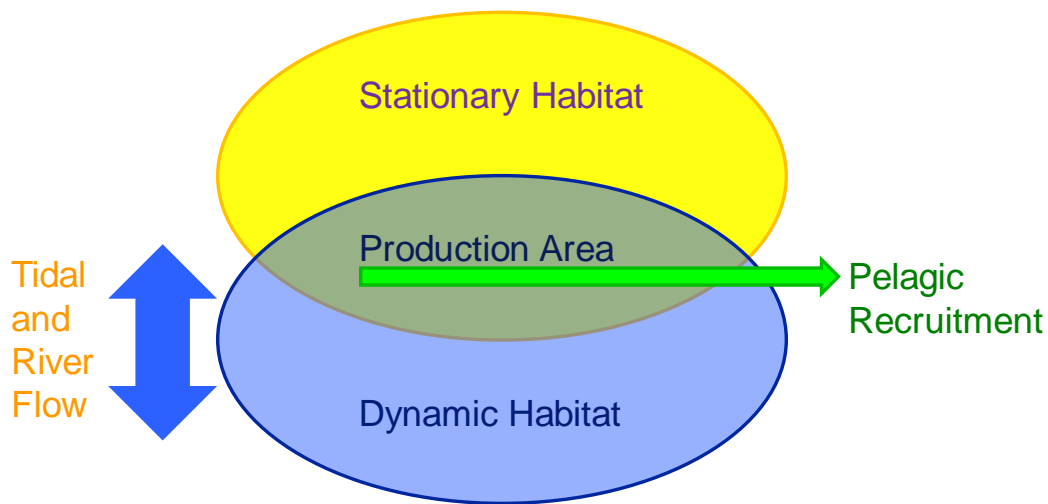 Stationary Habitat
Production Area
Tidal
and
River
Flow
Pelagic
Recruitment
Dynamic Habitat